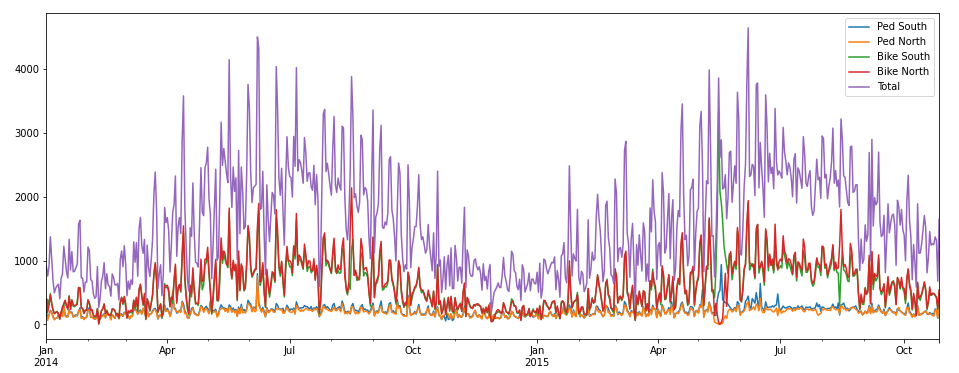 Ped South
Ped North
Bike South
Bike North
Total
4000
3000
2000
1000
0
Jan Apr Jul Oct Jan Apr Jul Oct
2014 2015